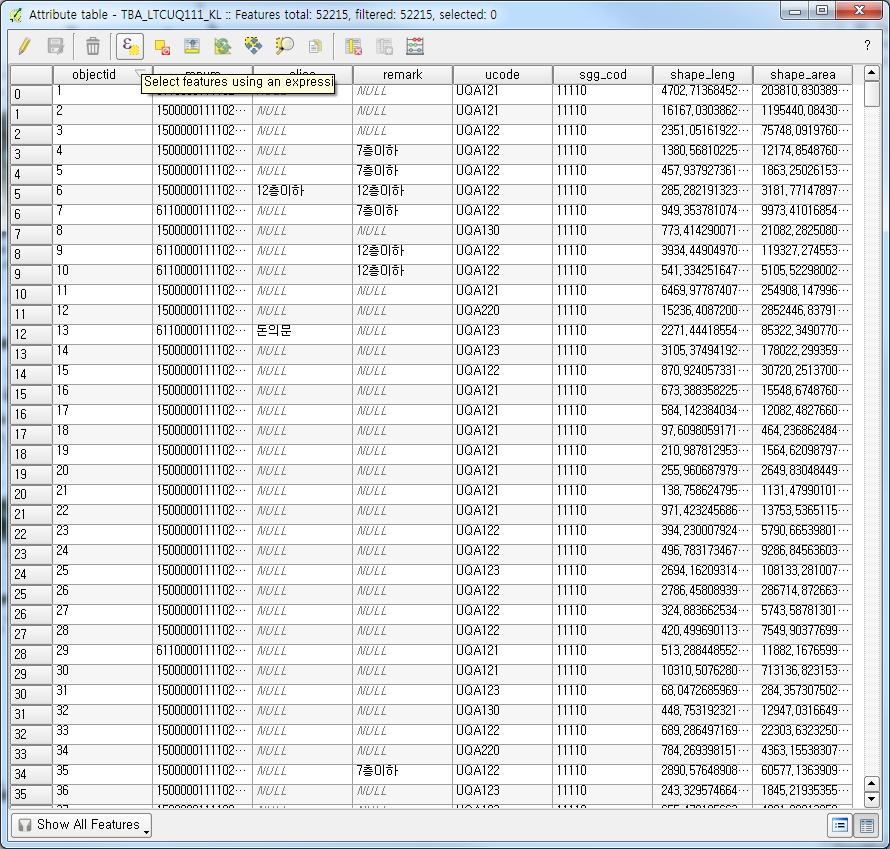 Attribute table - TBA_LTCUQ111_KL :: Features total: 52215, filtered: 52215, selected: 0
?
objectid remark ucode sgg_cod shape_leng shape_area
Select features using an expressi
0 1 NULL UQA121 11110 4702,71368452··· 203810,830389···
1 2 1500000111102··· NULL NULL UQA121 11110 16167,0303862··· 1195440,08430···
2 3 1500000111102··· NULL NULL UQA122 11110 2351,05161922··· 75748,0919760···
3 4 1500000111102··· NULL 7층이하 UQA122 11110 1380,56810225··· 12174,8548760···
4 5 1500000111102··· NULL 7층이하 UQA122 11110 457,937927361··· 1863,25026153···
5 6 1500000111102··· 12층이하 12층이하 UQA122 11110 285,282191323··· 3181,77147897···
6 7 6110000111102··· NULL 7층이하 UQA122 11110 949,353781074··· 9973,41016854···
7 8 1500000111102··· NULL NULL UQA130 11110 773,414290071··· 21082,2825080···
8 9 6110000111102··· NULL 12층이하 UQA122 11110 3934,44904970··· 119327,274553···
9 10 6110000111102··· NULL 12층이하 UQA122 11110 541,334251647··· 5105,52298002···
10 11 1500000111102··· NULL NULL UQA121 11110 6469,97787407··· 254908,147996···
11 12 1500000111102··· NULL NULL UQA220 11110 15236,4087200··· 2852446,83791···
12 13 6110000111102··· 돈의문 NULL UQA123 11110 2271,44418554··· 85322,3490770···
13 14 1500000111102··· NULL NULL UQA123 11110 3105,37494192··· 178022,299359···
14 15 1500000111102··· NULL NULL UQA122 11110 870,924057331··· 30720,2513700···
15 16 1500000111102··· NULL NULL UQA121 11110 673,388358225··· 15548,6748760···
16 17 1500000111102··· NULL NULL UQA121 11110 584,142384034··· 12082,4827660···
17 18 1500000111102··· NULL NULL UQA121 11110 97,6098059171··· 464,236862484···
18 19 1500000111102··· NULL NULL UQA121 11110 210,987812953··· 1564,62098797···
19 20 1500000111102··· NULL NULL UQA121 11110 255,960687979··· 2649,83048449···
20 21 1500000111102··· NULL NULL UQA121 11110 138,758624795··· 1131,47990101···
21 22 1500000111102··· NULL NULL UQA121 11110 971,423245686··· 13753,5365115···
22 23 1500000111102··· NULL NULL UQA122 11110 394,230007924··· 5790,66539801···
23 24 1500000111102··· NULL NULL UQA122 11110 496,783173467··· 9286,84563603···
24 25 1500000111102··· NULL NULL UQA123 11110 2694,16209314··· 108133,281007···
25 26 1500000111102··· NULL NULL UQA122 11110 2786,45808939··· 286714,872663···
26 27 1500000111102··· NULL NULL UQA122 11110 324,883662534··· 5743,58781301···
27 28 1500000111102··· NULL NULL UQA122 11110 420,499690113··· 7549,90377699···
28 29 6110000111102··· NULL NULL UQA121 11110 513,288448552··· 11882,1676599···
29 30 1500000111102··· NULL NULL UQA121 11110 10310,5076280··· 713136,823153···
30 31 1500000111102··· NULL NULL UQA123 11110 68,0472685969··· 284,357307502···
31 32 1500000111102··· NULL NULL UQA130 11110 448,753192321··· 12947,0316649···
32 33 1500000111102··· NULL NULL UQA122 11110 689,286497169··· 22303,6323250···
33 34 1500000111102··· NULL NULL UQA220 11110 784,269398151··· 4363,15538307···
34 35 1500000111102··· NULL 7층이하 UQA122 11110 2890,57648908··· 60577,1363909···
35 36 1500000111102··· NULL NULL UQA123 11110 243,329574664··· 1845,21935355···
Show All Features